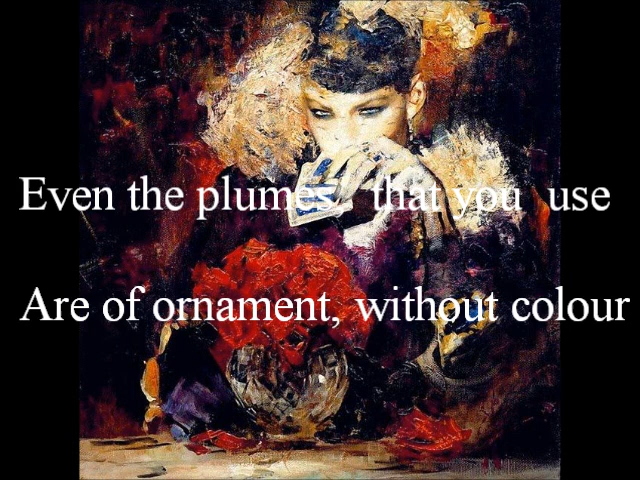 Even the plumes that you use
Are of ornament, without colour